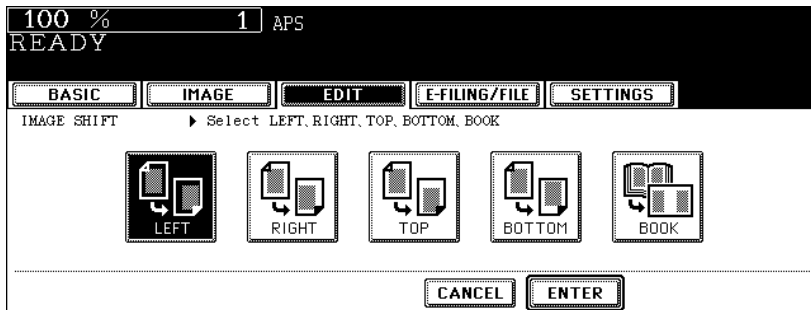 100 % 1 APS
READY
BASIC IMAGE EDIT E-FILING/FILE SETTINGS
IMAGE SHIFT ▶ Select LEFT, RIGHT, TOP, BOTTOM, BOOK
LEFT RIGHT TOP BOTTOM BOOK
CANCEL ENTER